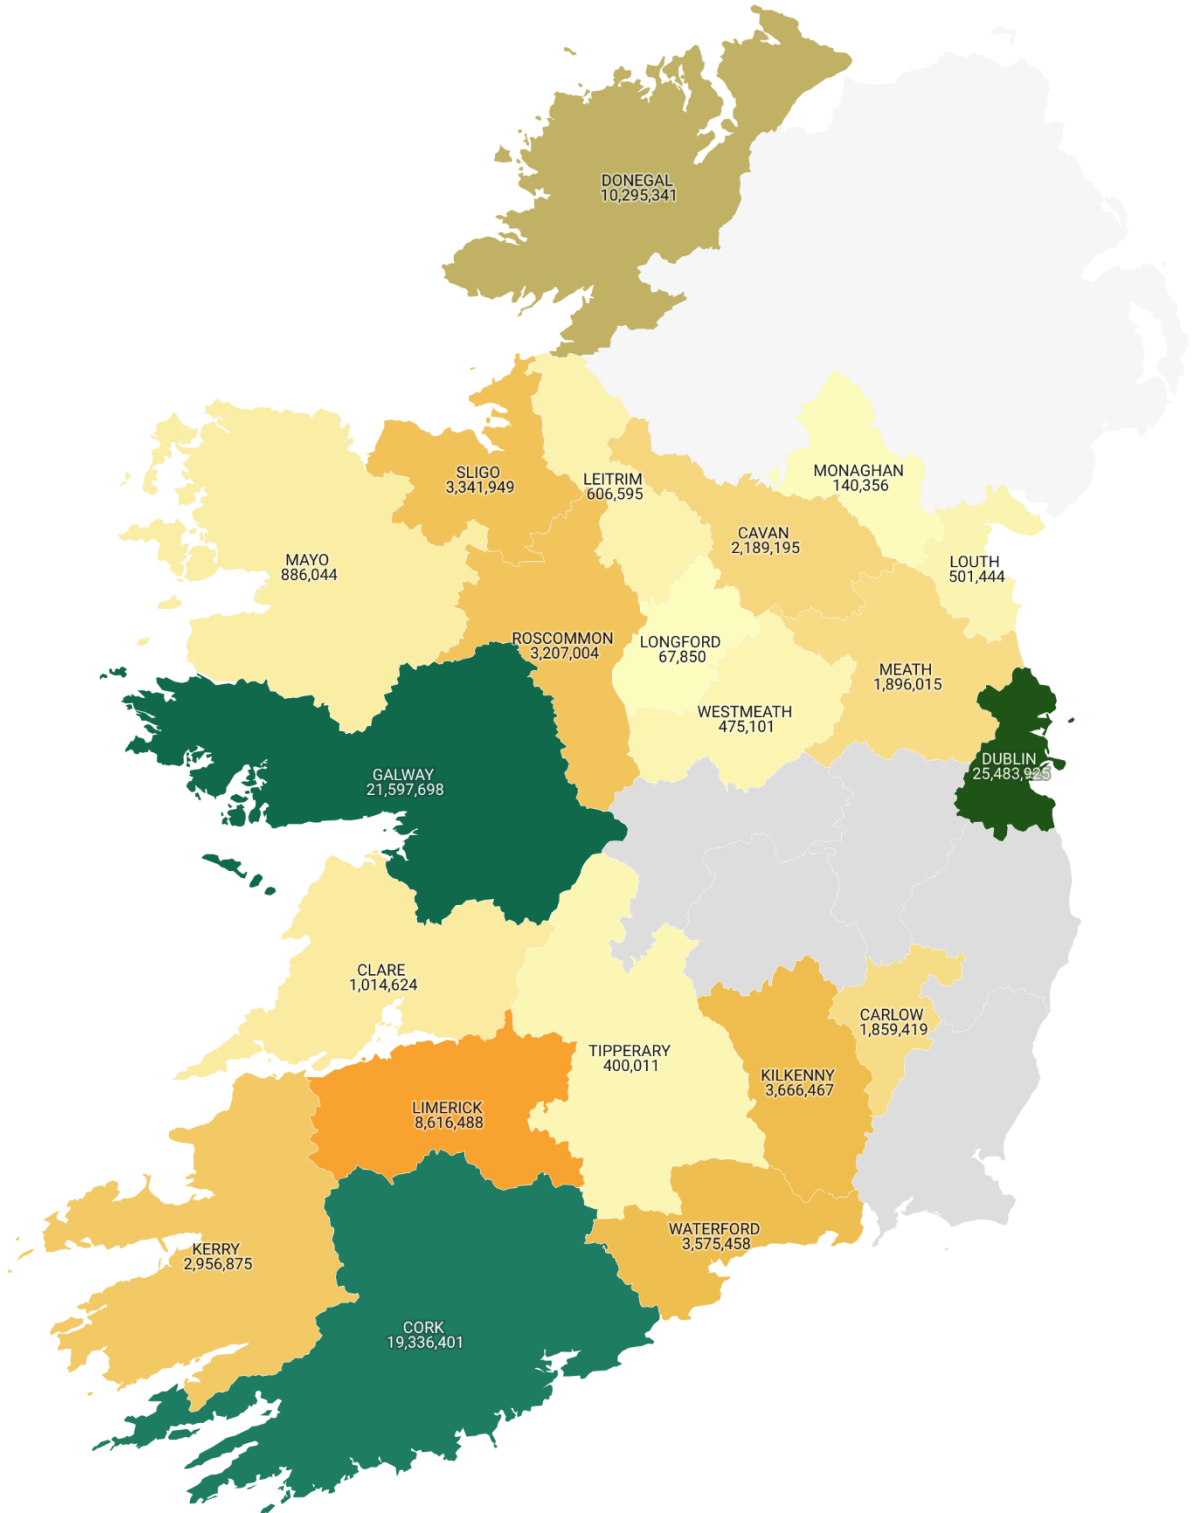 DONEGAL
10,295,341
SLIGO
3,341,949
LEITRIM
606,595
MONAGHAN
140,356
CAVAN
2,189,195
MAYO
886,044
LOUTH
501,444
ROSCOMMON
3,207,004
LONGFORD
67,850
MEATH
1,896,015
WESTMEATH
475,101
DUBLIN
25,483,925
GALWAY
21,597,698
CLARE
1,014,624
CARLOW
1,859,419
TIPPERARY
400,011
KILKENNY
3,666,467
LIMERICK
8,616,488
WATERFORD
3,575,458
KERRY
2,956,875
CORK
19,336,401